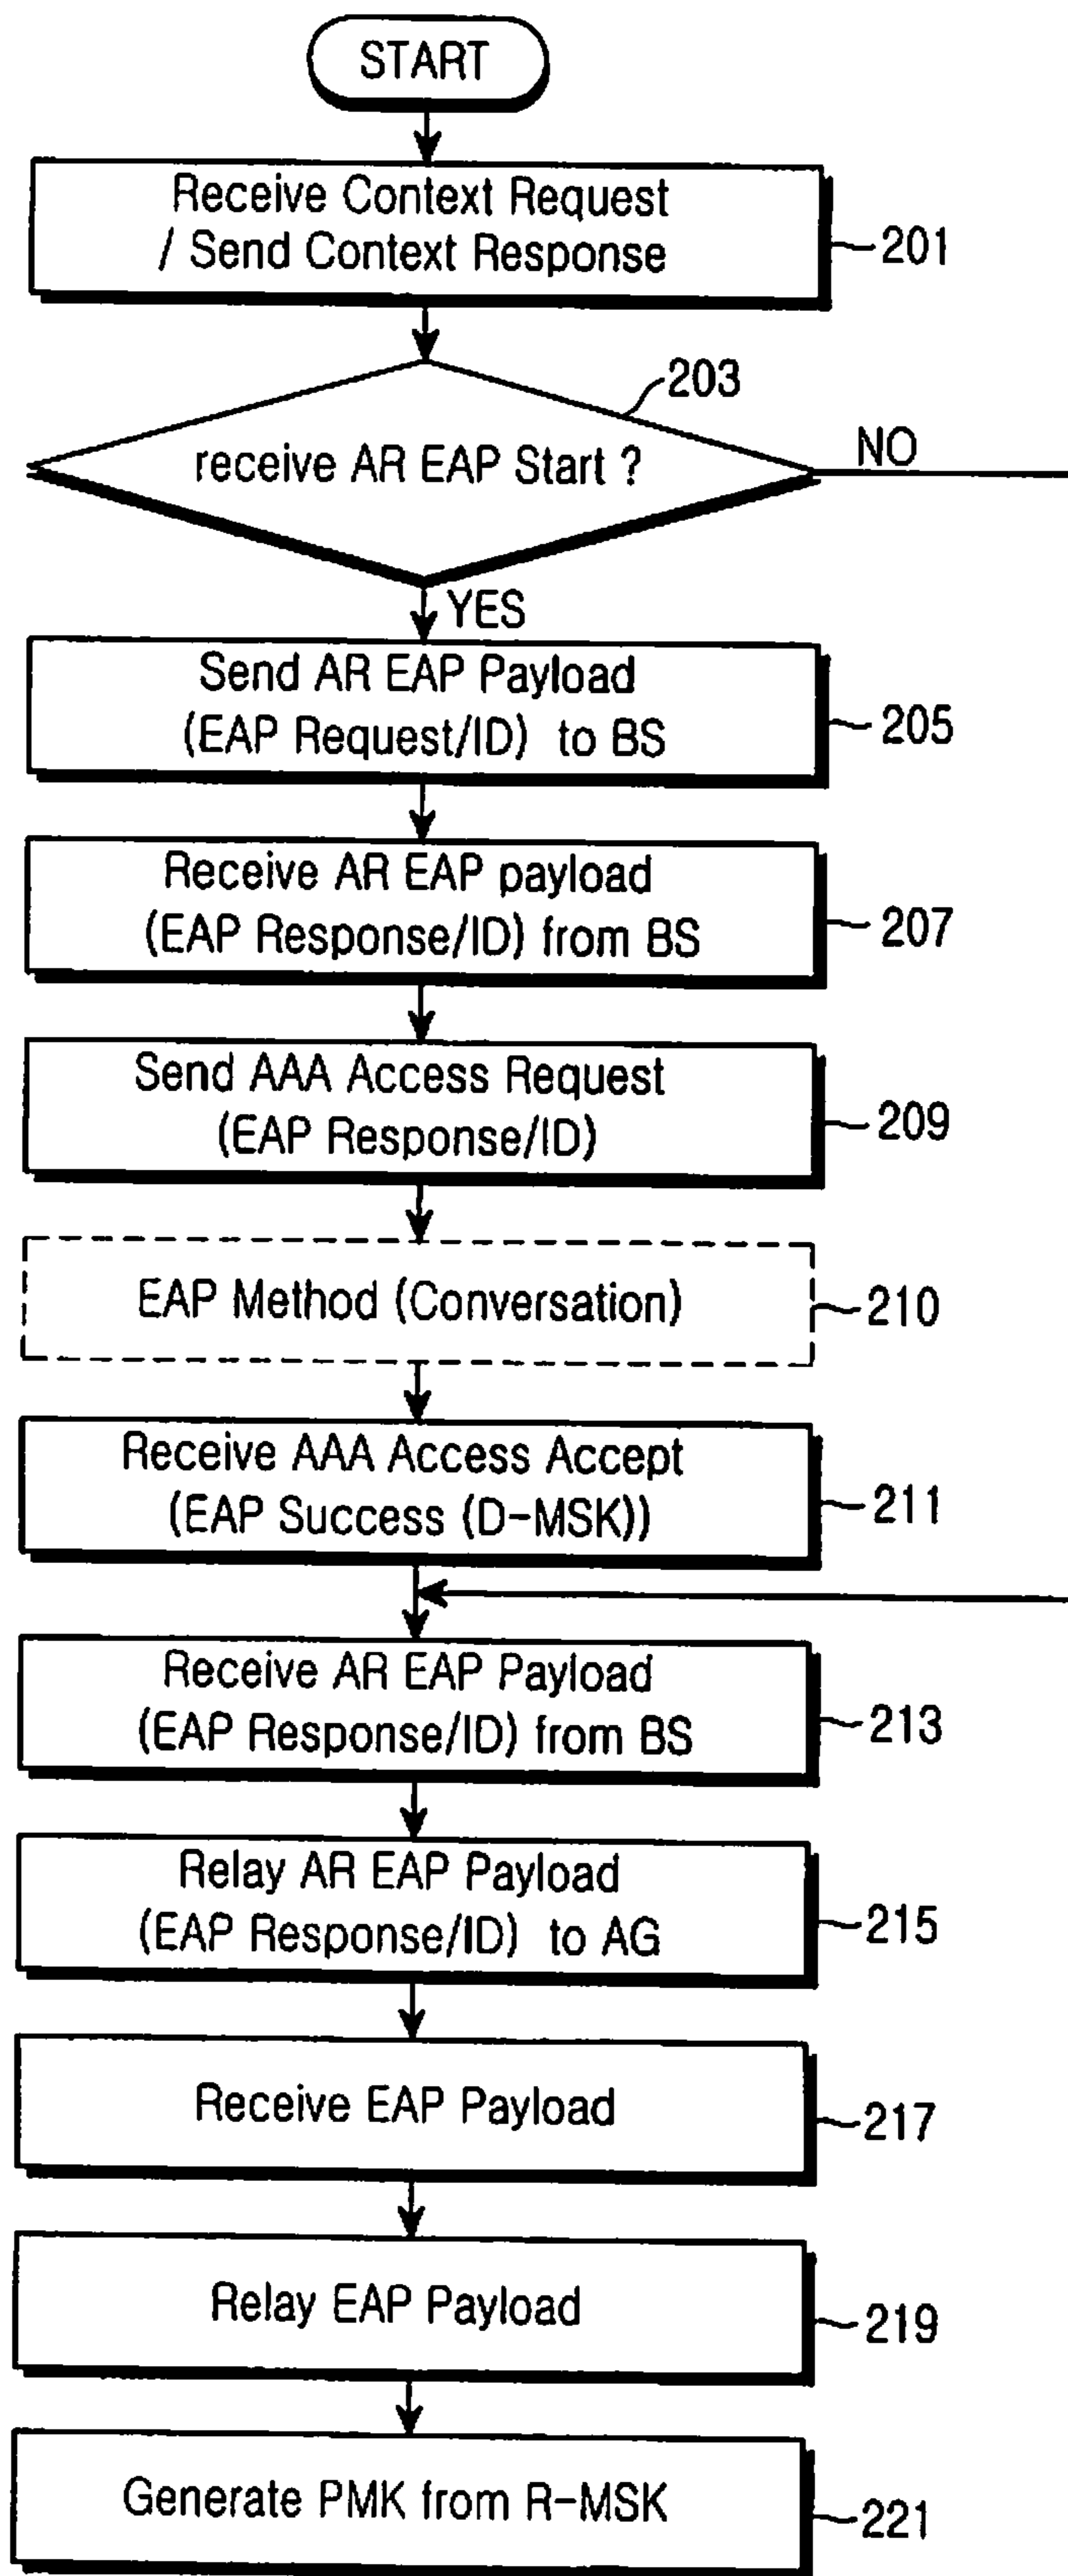 START
Receive Context Request
/ Send Context Response
201
203
receive AR EAP Start ?
NO
YES
Send AR EAP Payload
(EAP Request/ID) to BS
205
Receive AR EAP payload
(EAP Response/ID) from BS
207
Send AAA Access Request
(EAP Response/ID)
209
EAP Method (Conversation)
210
Receive AAA Access Accept
(EAP Success (D-MSK))
211
Receive AR EAP Payload
(EAP Response/ID) from BS
213
Relay AR EAP Payload
(EAP Response/ID) to AG
215
Receive EAP Payload
217
Relay EAP Payload
219
Generate PMK from R-MSK
221